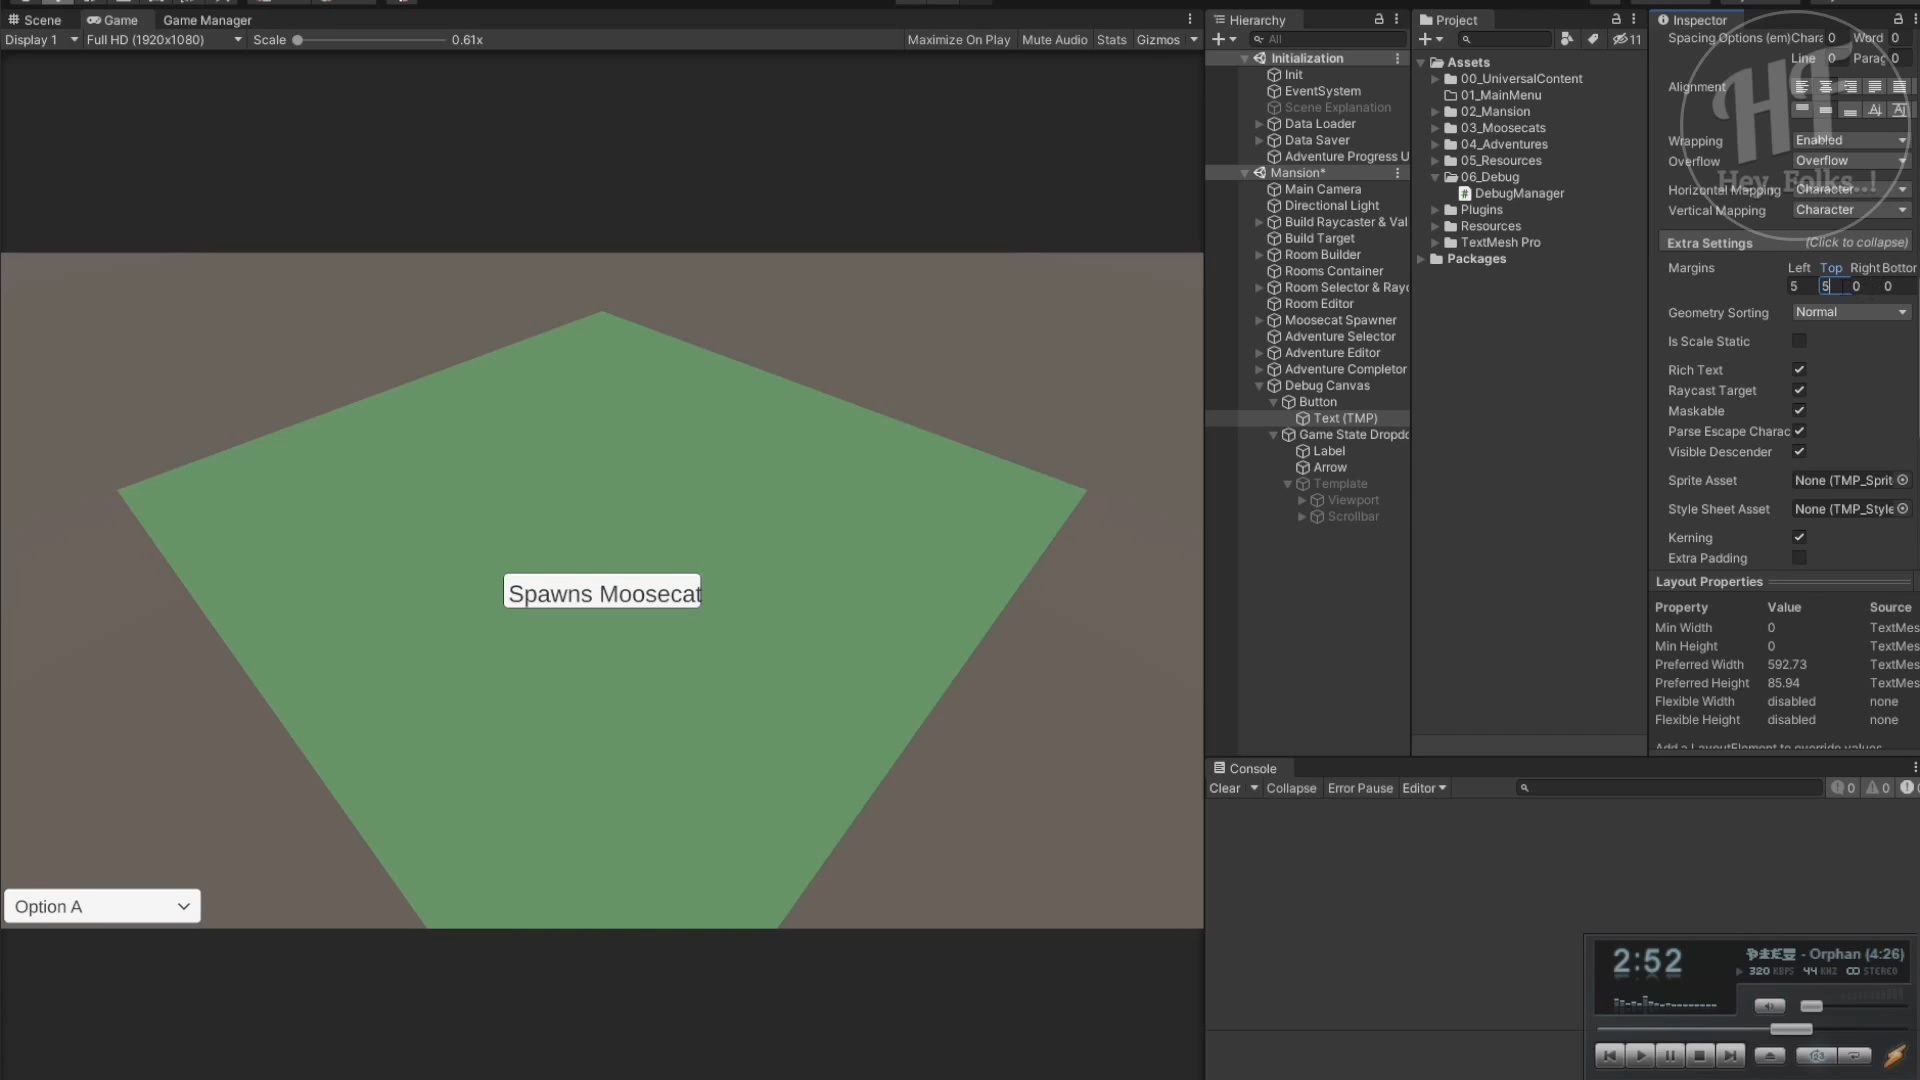 Scene Game Game Manager
Display 1 Full HD (1920x1080) Scale 0.61x Maximize On Play Mute Audio Stats Gizmos
Spawns Moosecat
Option A
Hierarchy
All
Initialization
Init
EventSystem
Scene Explanation
Data Loader
Data Saver
Adventure Progress U
Mansion*
Main Camera
Directional Light
Build Raycaster & Val
Build Target
Room Builder
Rooms Container
Room Selector & Rayc
Room Editor
Moosecat Spawner
Adventure Selector
Adventure Editor
Adventure Completor
Debug Canvas
Button
Text (TMP)
Game State Dropdo
Label
Arrow
Template
Viewport
Scrollbar
Project
11
Assets
00_UniversalContent
01_MainMenu
02_Mansion
03_Moosecats
04_Adventures
05_Resources
06_Debug
# DebugManager
Plugins
Resources
TextMesh Pro
Packages
Inspector
Spacing Options (em) Chara 0 Word 0
Line 0 Parag 0
Alignment
Wrapping Enabled
Overflow Overflow
Horizontal Mapping Character
Vertical Mapping Character
HF
Hey, Folks..!
Extra Settings (Click to collapse)
Margins Left Top Right Bottor
5 5 0 0
Geometry Sorting Normal
Is Scale Static
Rich Text
Raycast Target
Maskable
Parse Escape Charac
Visible Descender
Sprite Asset None (TMP_Sprit
Style Sheet Asset None (TMP_Style
Kerning
Extra Padding
Layout Properties
Property Value Source
Min Width 0 TextMes
Min Height 0 TextMes
Preferred Width 592.73 TextMes
Preferred Height 85.94 TextMes
Flexible Width disabled none
Flexible Height disabled none
Add a LayoutElement to override values
Console
Clear Collapse Error Pause Editor 0 0
2:52
- Orphan (4:26)
320 KBPS 44 KHZ STEREO